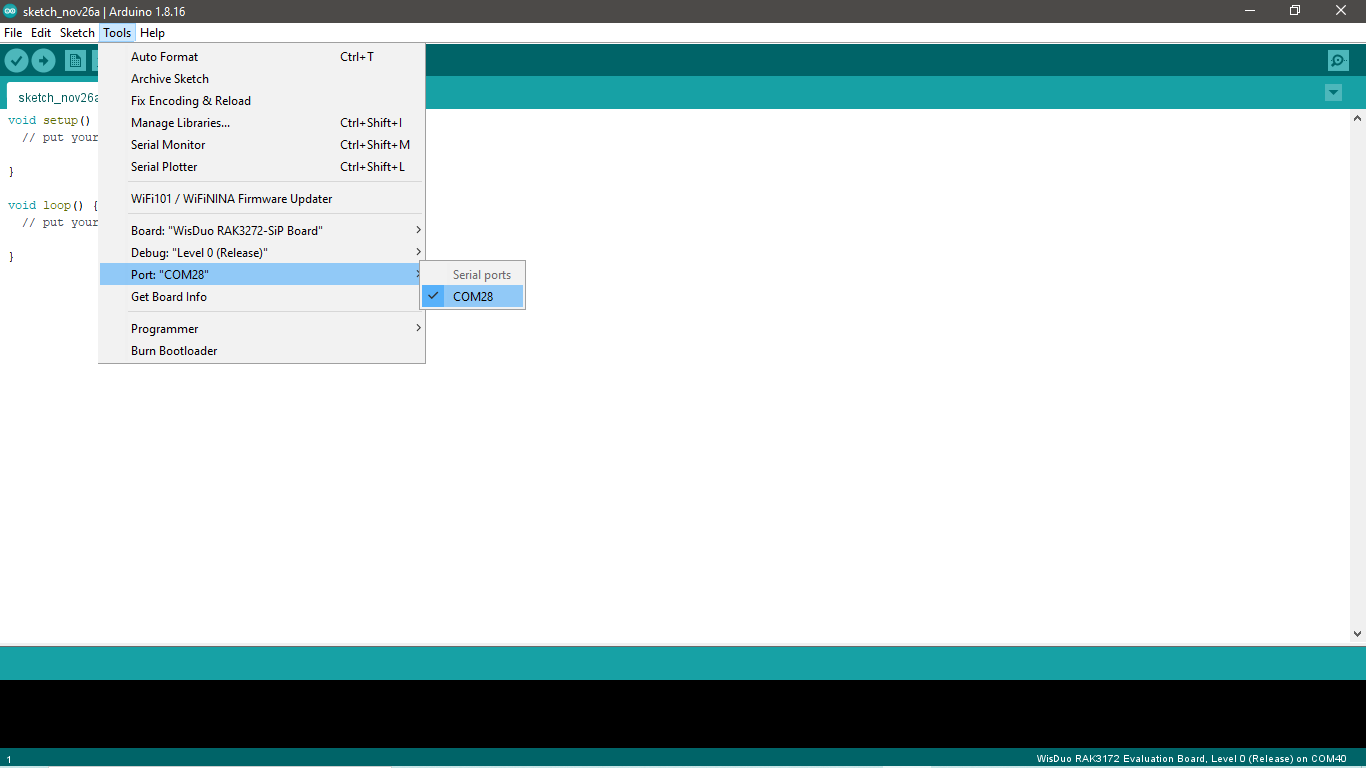 sketch_nov26a | Arduino 1.8.16
File Edit Sketch Tools Help
Auto Format Ctrl+T
Archive Sketch
Fix Encoding & Reload
Manage Libraries... Ctrl+Shift+I
Serial Monitor Ctrl+Shift+M
Serial Plotter Ctrl+Shift+L
WiFi101 / WiFiNINA Firmware Updater
Board: "WisDuo RAK3272-SiP Board"
Debug: "Level 0 (Release)"
Port: "COM28"
Get Board Info
Programmer
Burn Bootloader
Serial ports
COM28
sketch_nov26a
void setup()
// put your
}
void loop() {
// put your
}
1
WisDuo RAK3172 Evaluation Board, Level 0 (Release) on COM40